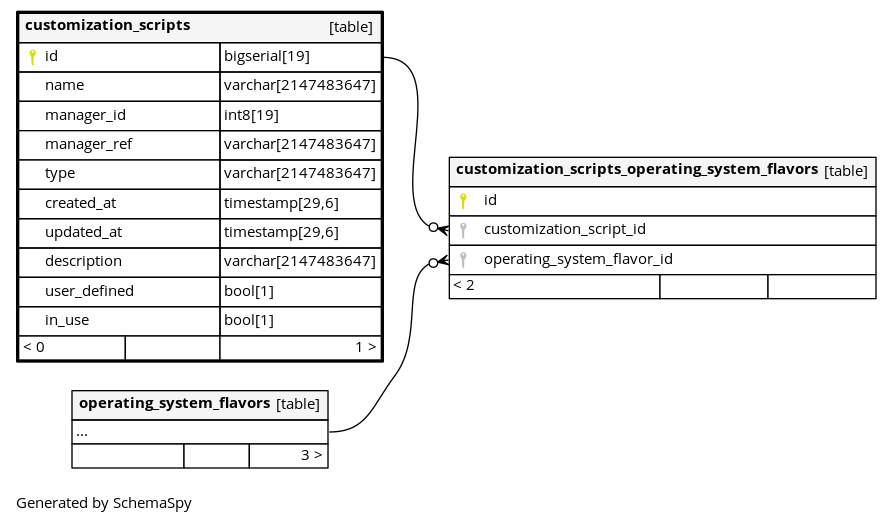 customization_scripts [table]
id bigserial[19]
name varchar[2147483647]
manager_id int8[19]
manager_ref varchar[2147483647]
type varchar[2147483647]
created_at timestamp[29,6]
updated_at timestamp[29,6]
description varchar[2147483647]
user_defined bool[1]
in_use bool[1]
< 0 1 >
customization_scripts_operating_system_flavors [table]
id
customization_script_id
operating_system_flavor_id
< 2
operating_system_flavors [table]
...
3 >
Generated by SchemaSpy